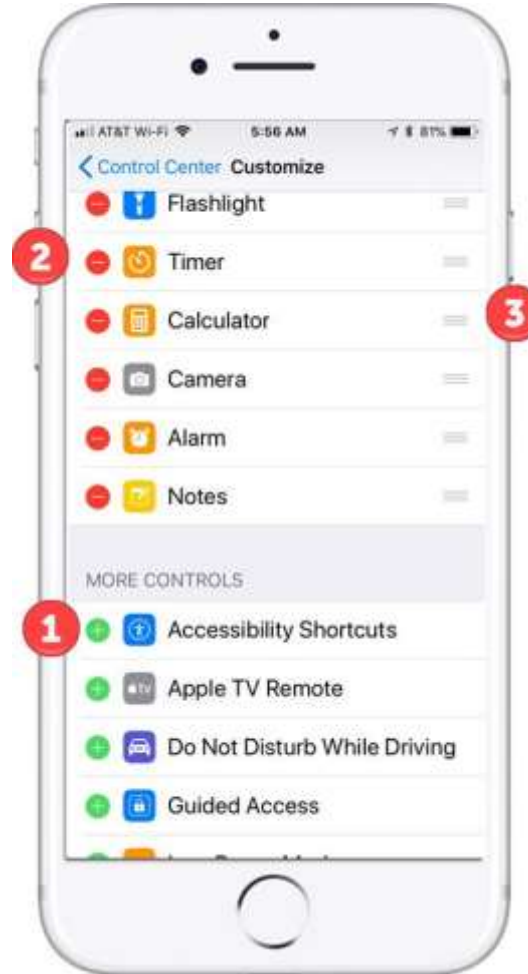 AT&T Wi-Fi 5:56 AM 81%
Control Center Customize
Flashlight
2 Timer
Calculator 3
Camera
Alarm
Notes
MORE CONTROLS
1 Accessibility Shortcuts
tv Apple TV Remote
Do Not Disturb While Driving
Guided Access